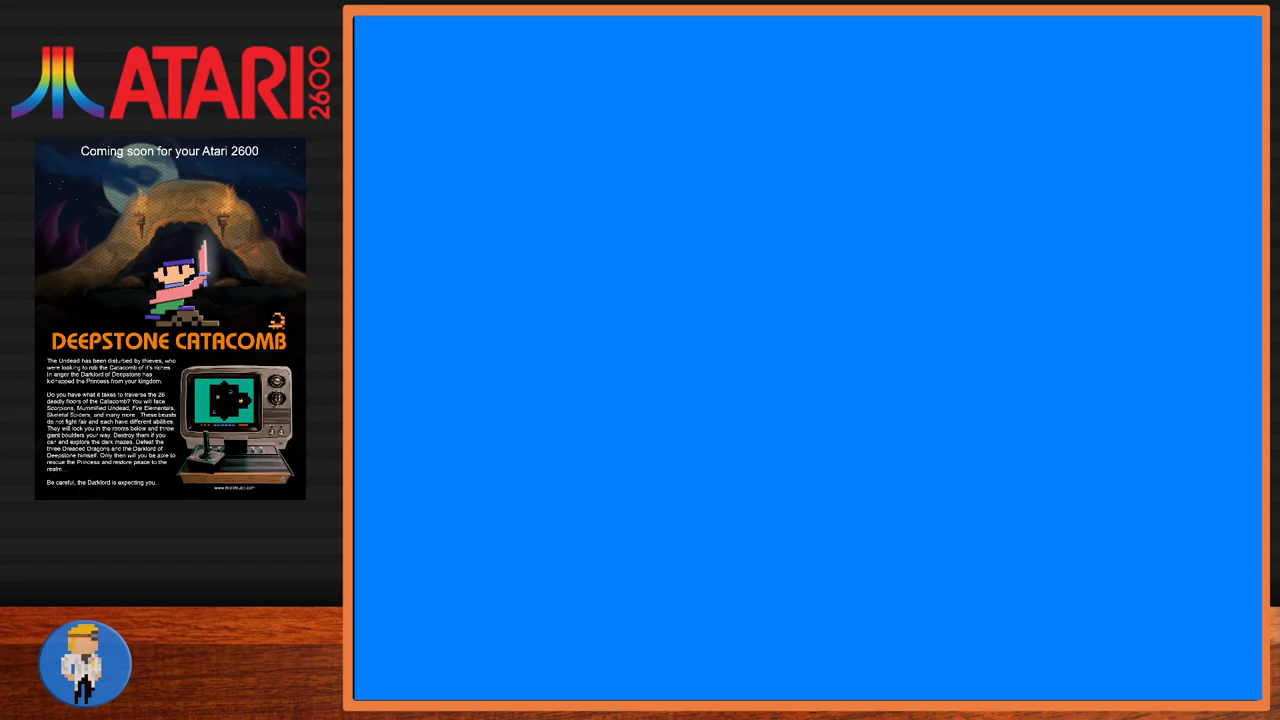 ATARI
2600
Coming soon for your Atari 2600
DEEPSTONE CATACOMB
The Undead has been disturbed by thieves, who
were looking to rob the Catacomb of it's riches
In anger the Darklord of Deepstone has
kidnapped the Princess from your kingdom.
Do you have what it takes to traverse the 26
deadly floors of the Catacomb? You will face
Scorpions, Mummified Undead, Fire Elementals,
Skeletal Spiders, and many more. These beasts
do not fight fair and each have different abilities.
They will lock you in the rooms below and throw
giant boulders your way. Destroy them if you
can and explore the dark mazes. Defeat the
three Dreaded Dragons and the Darklord of
Deepstone himself. Only then will you be able to
rescue the Princess and restore peace to the
realm...
Be careful, the Darklord is expecting you.